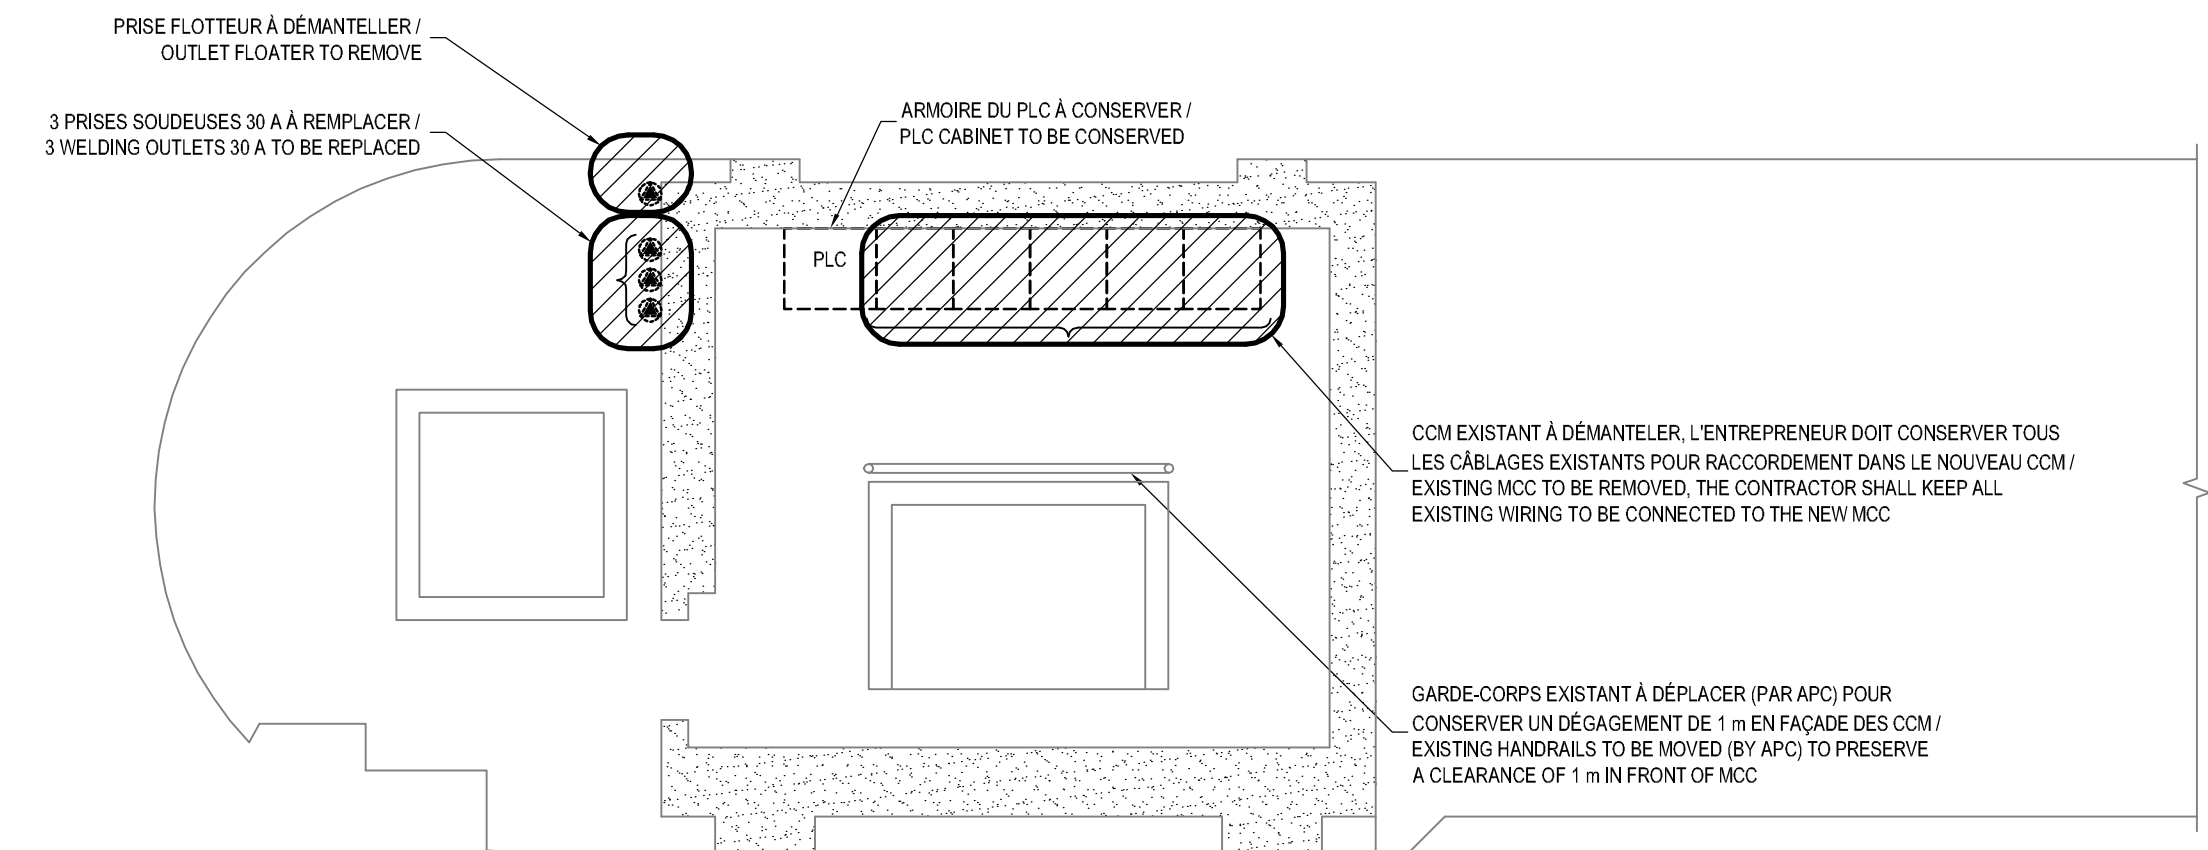 PRISE FLOTTEUR À DÉMANTELLER /
OUTLET FLOATER TO REMOVE
3 PRISES SOUDEUSES 30 A À REMPLACER /
3 WELDING OUTLETS 30 A TO BE REPLACED
ARMOIRE DU PLC À CONSERVER /
PLC CABINET TO BE CONSERVED
PLC
CCM EXISTANT À DÉMANTELER, L'ENTREPRENEUR DOIT CONSERVER TOUS
LES CÂBLAGES EXISTANTS POUR RACCORDEMENT DANS LE NOUVEAU CCM /
EXISTING MCC TO BE REMOVED, THE CONTRACTOR SHALL KEEP ALL
EXISTING WIRING TO BE CONNECTED TO THE NEW MCC
GARDE-CORPS EXISTANT À DÉPLACER (PAR APC) POUR
CONSERVER UN DÉGAGEMENT DE 1 m EN FAÇADE DES CCM /
EXISTING HANDRAILS TO BE MOVED (BY APC) TO PRESERVE
A CLEARANCE OF 1 m IN FRONT OF MCC